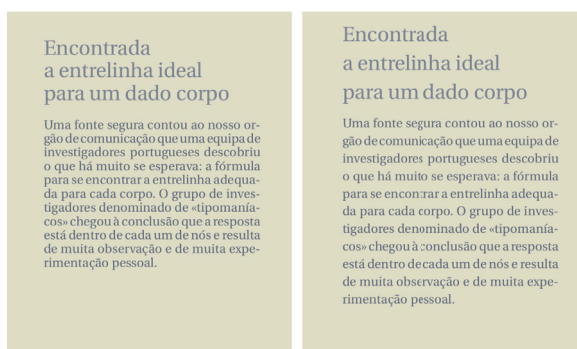 Encontrada
a entrelinha ideal
para um dado corpo
Uma fonte segura contou ao nosso or-
gão de comunicação que uma equipa de
investigadores portugueses descobriu
o que há muito se esperava: a fórmula
para se encontrar a entrelinha adequa-
da para cada corpo. O grupo de inves-
tigadores denominado de «tipomanía-
cos» chegou à conclusão que a resposta
está dentro de cada um de nós e resulta
de muita observação e de muita expe-
rimentação pessoal.
Encontrada
a entrelinha ideal
para um dado corpo
Uma fonte segura contou ao nosso or-
gão de comunicação que uma equipa de
investigadores portugueses descobriu
o que há muito se esperava: a fórmula
para se encontrar a entrelinha adequa-
da para cada corpo. O grupo de inves-
tigadores denominado de «tipomanía-
cos» chegou à conclusão que a resposta
está dentro de cada um de nós e resulta
de muita observação e de muita expe-
rimentação pessoal.